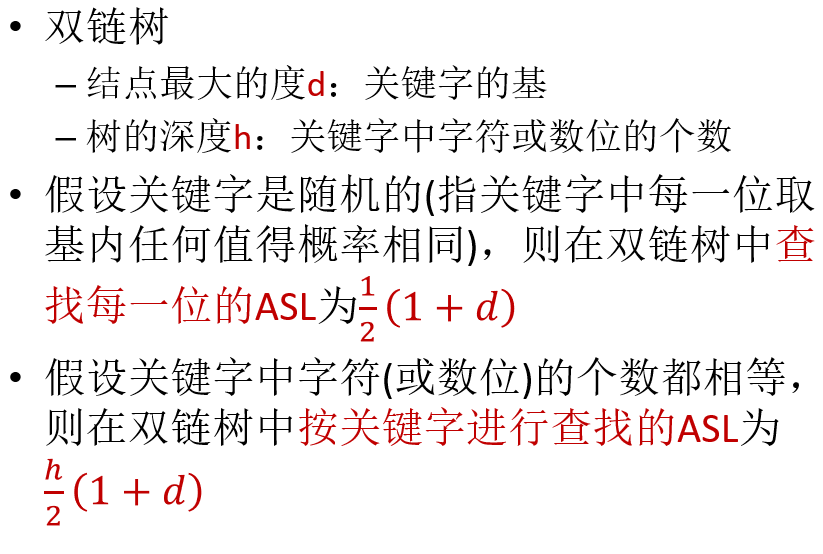 • 双链树
– 结点最大的度d：关键字的基
– 树的深度h：关键字中字符或数位的个数
• 假设关键字是随机的(指关键字中每一位取
基内任何值得概率相同)，则在双链树中查
找每一位的ASL为½(1 + d)
• 假设关键字中字符(或数位)的个数都相等，
则在双链树中按关键字进行查找的ASL为
h/2 (1 + d)